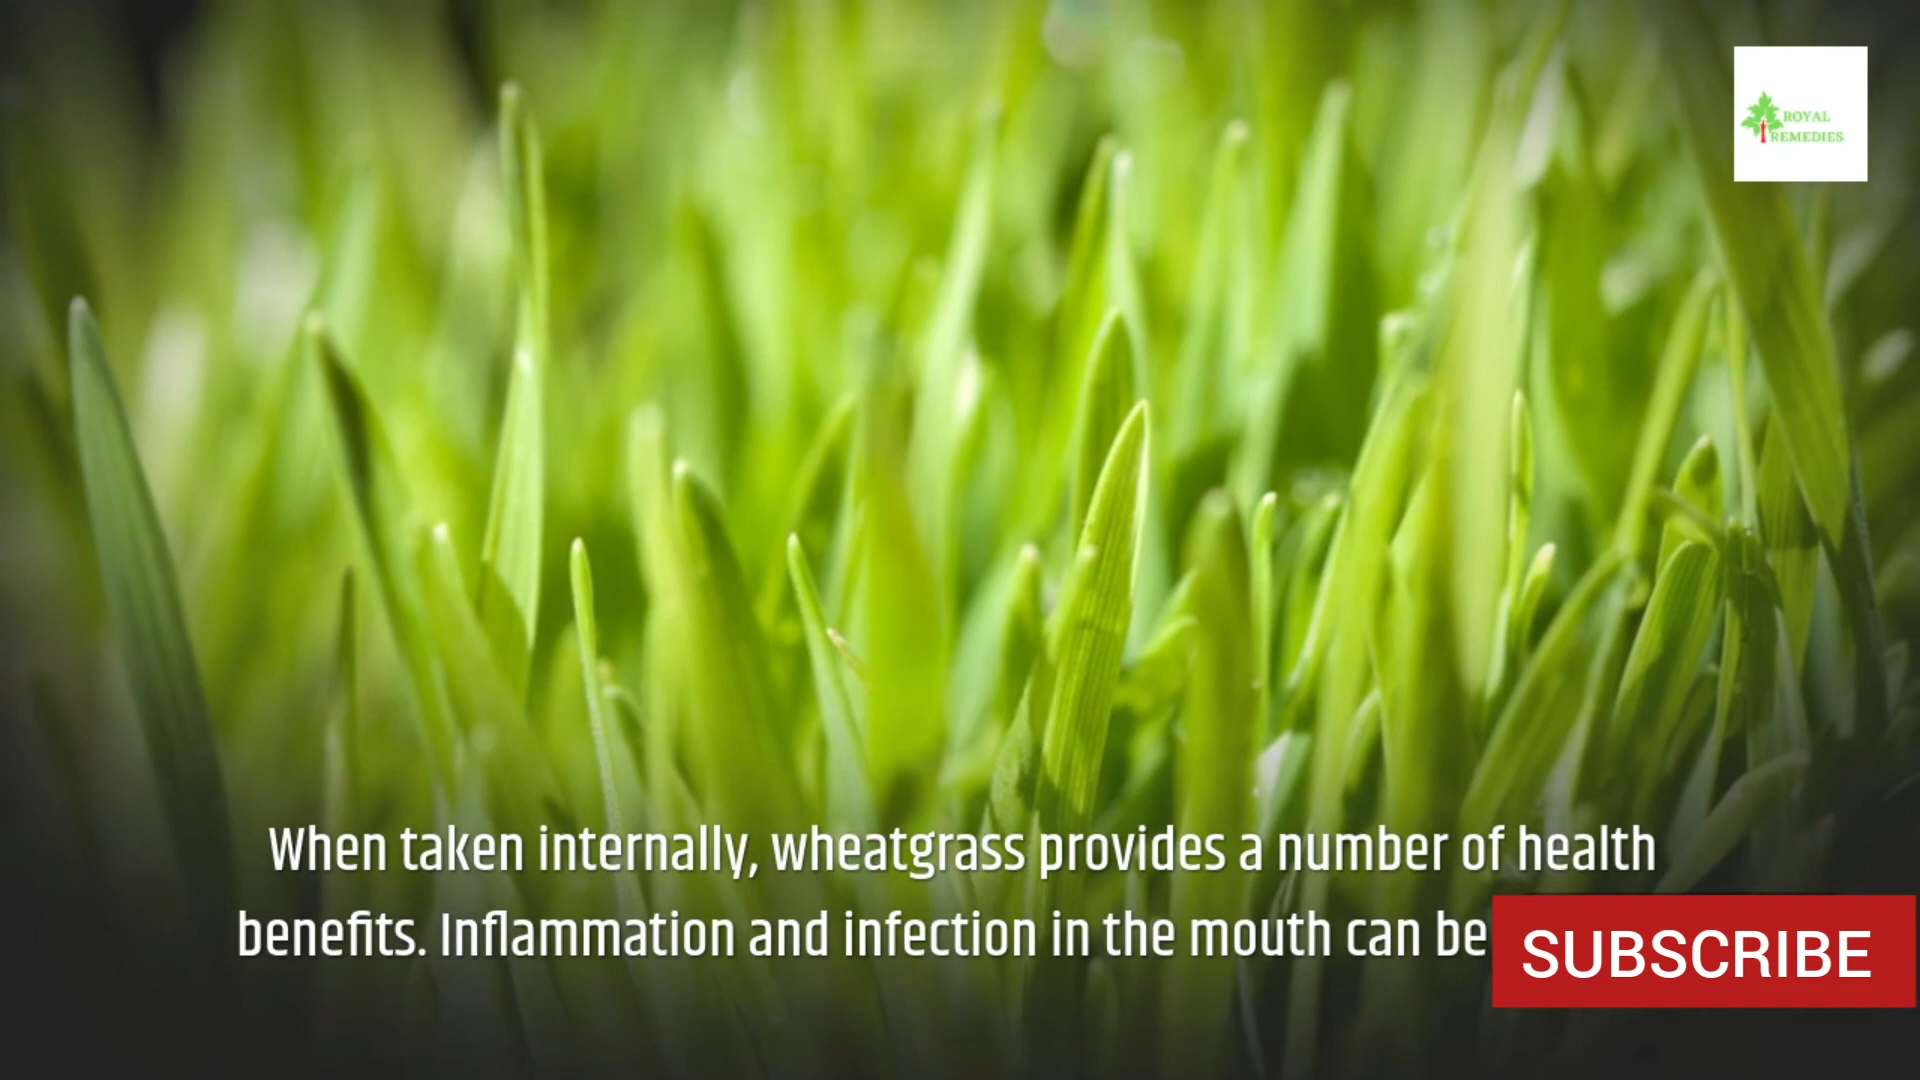 ROYAL
REMEDIES
When taken internally, wheatgrass provides a number of health
benefits. Inflammation and infection in the mouth can be
SUBSCRIBE